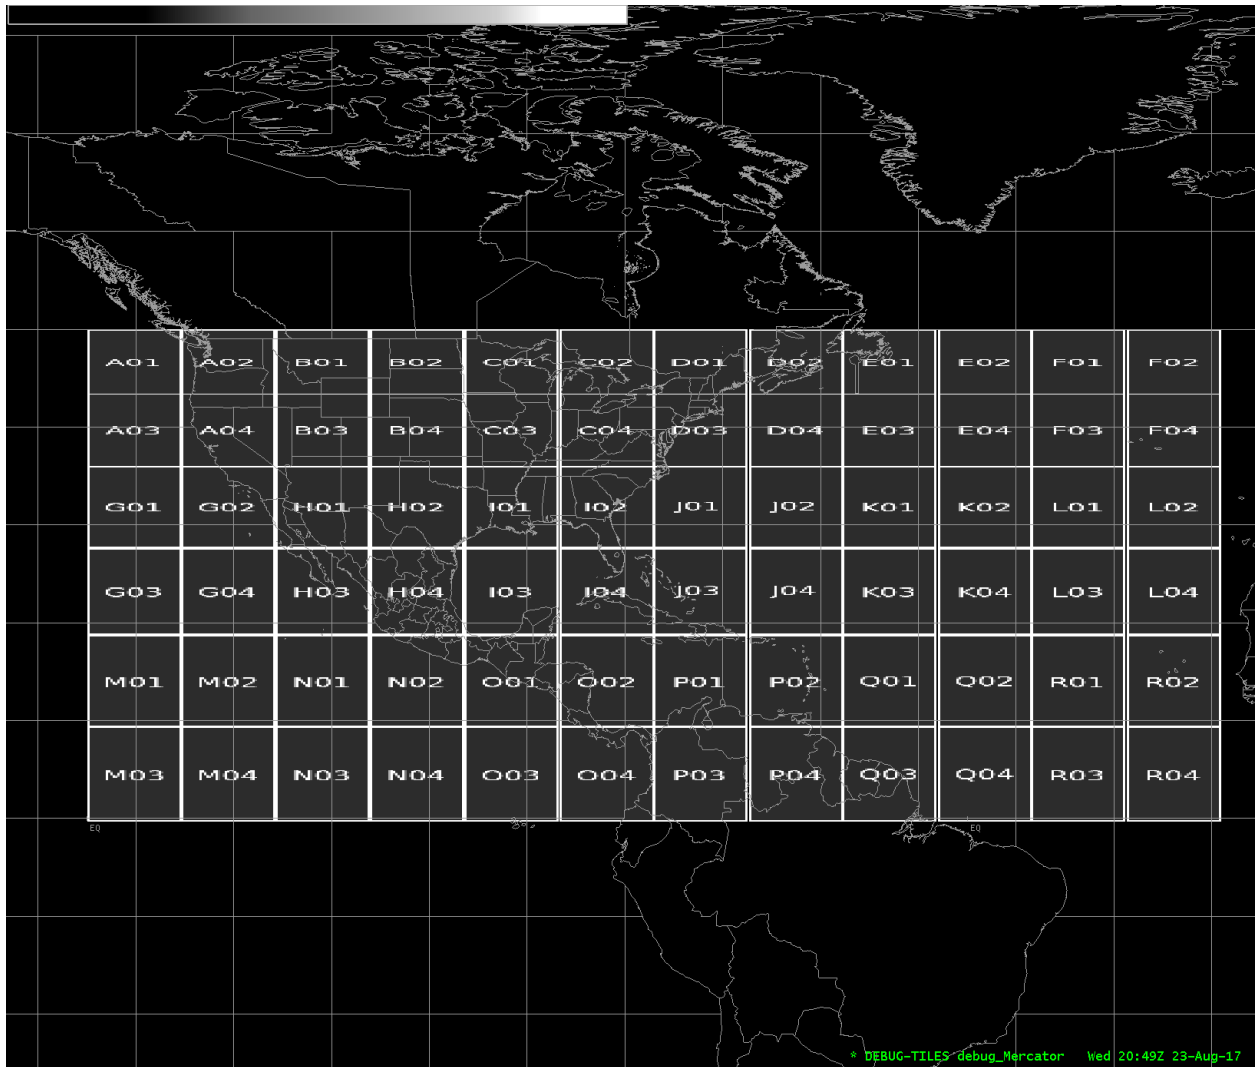 A01 A02 B01 B02 C01 C02 D01 D02 E01 E02 F01 F02
A03 A04 B03 B04 C03 C04 D03 D04 E03 E04 F03 F04
G01 G02 H01 H02 I01 I02 J01 J02 K01 K02 L01 L02
G03 G04 H03 H04 I03 I04 J03 J04 K03 K04 L03 L04
M01 M02 N01 N02 O01 O02 P01 P02 Q01 Q02 R01 R02
M03 M04 N03 N04 O03 O04 P03 P04 Q03 Q04 R03 R04
EQ EQ
* DEBUG-TILES debug_Mercator Wed 20:49Z 23-Aug-17